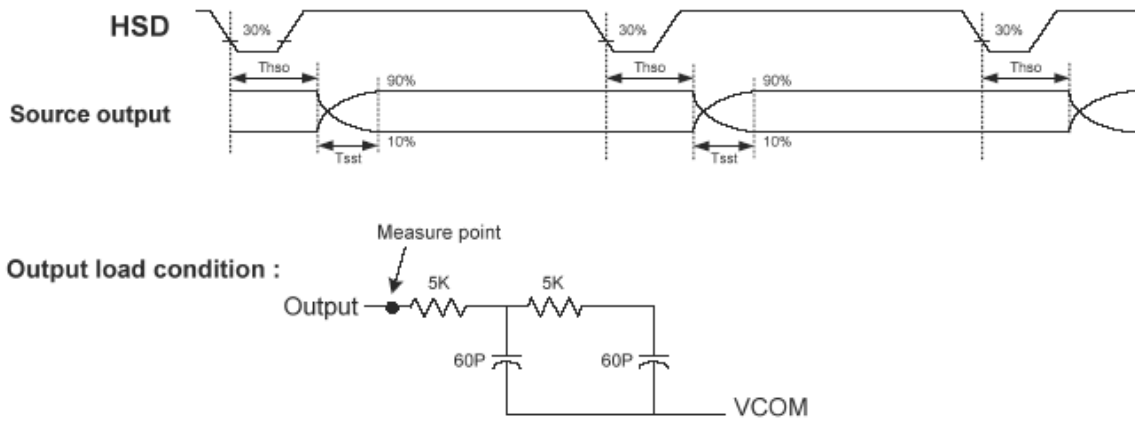 HSD
30%
30%
30%
Thso
Thso
Thso
Source output
90%
90%
10%
10%
Tsst
Tsst
Measure point
Output load condition :
5K
5K
Output
60P
60P
VCOM